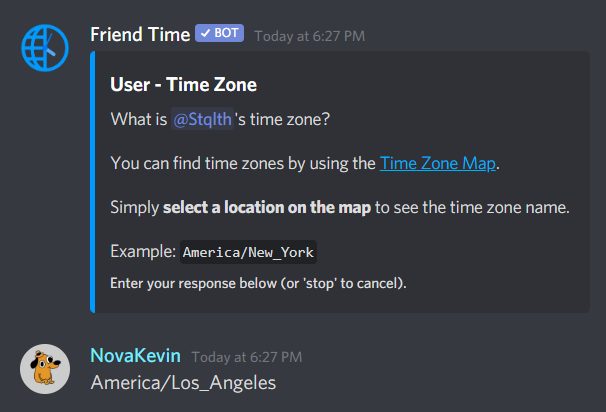 Friend Time ✓ BOT Today at 6:27 PM
User - Time Zone
What is @Stqlth's time zone?
You can find time zones by using the Time Zone Map.
Simply select a location on the map to see the time zone name.
Example: America/New_York
Enter your response below (or 'stop' to cancel).
NovaKevin Today at 6:27 PM
America/Los_Angeles